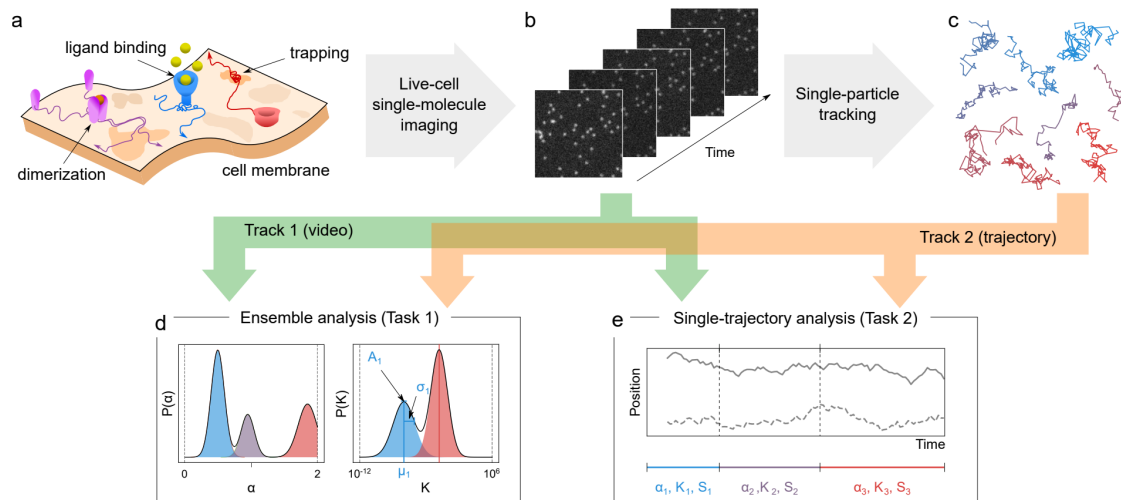 a
ligand binding
trapping
dimerization
cell membrane
Live-cell
single-molecule
imaging
b
Time
Single-particle
tracking
c
Track 1 (video)
Track 2 (trajectory)
d
Ensemble analysis (Task 1)
P(α)
0
1
2
α
P(K)
A₁
σ₁
10⁻¹²
μ₁
10⁶
K
e
Single-trajectory analysis (Task 2)
Position
Time
α₁, K₁, S₁
α₂, K₂, S₂
α₃, K₃, S₃